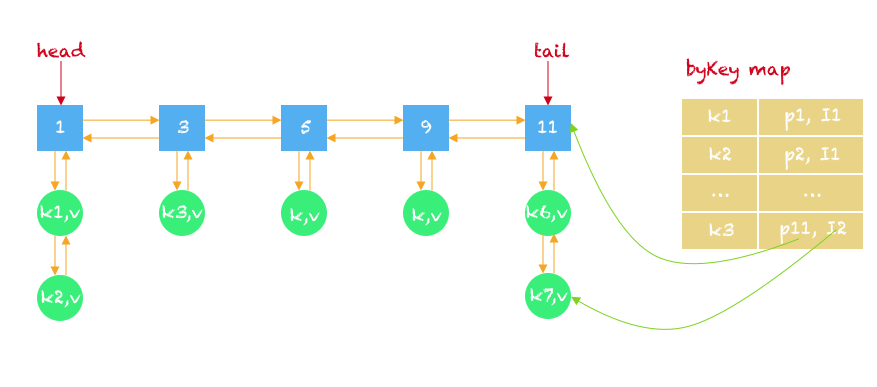 head
tail
byKey map
1
3
5
9
11
k1
p1, I1
k2
p2, I1
...
...
k3
p11, I2
k1,v
k3,v
k,v
k,v
k6,v
k2,v
k7,v